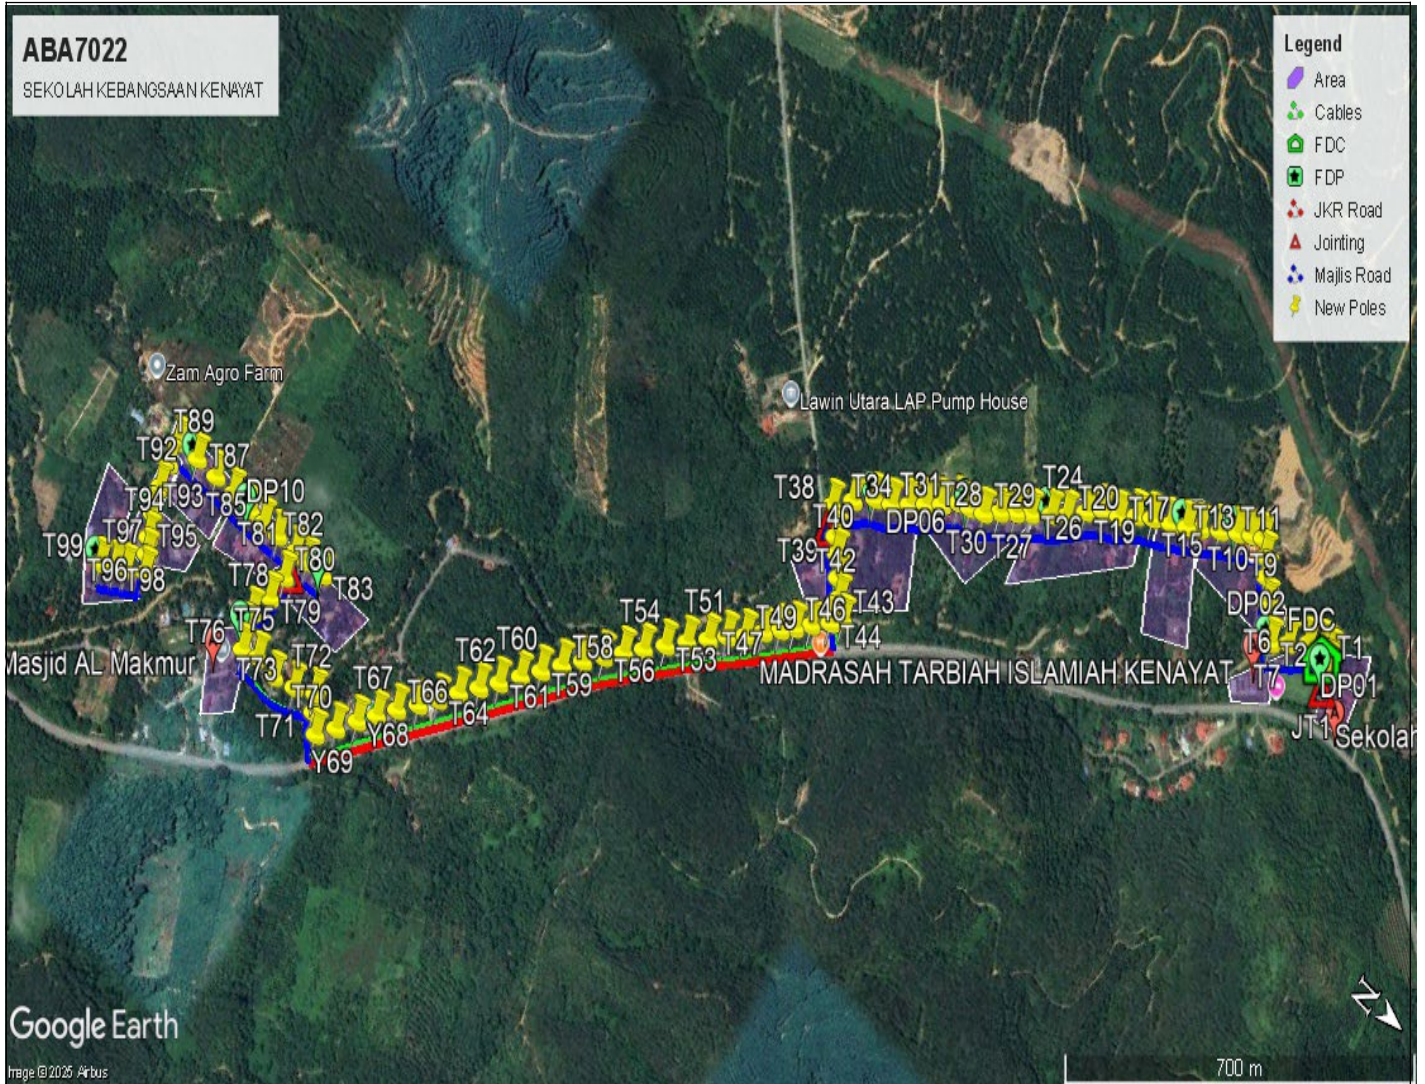 ABA7022
SEKOLAH KEBANGSAAN KENAYAT
Legend
Area
Cables
FDC
FDP
JKR Road
Jointing
Majlis Road
New Poles
Zam Agro Farm
Lawin Utara LAP Pump House
T89
T92
T87
T94
T93
T85
DP10
T97
T95
T81
T82
T99
T96
T98
T78
T80
T83
T79
T75
T76
Masjid AL Makmur
T73
T72
T70
T71
T67
T66
Y68
Y69
T62
T60
T64
T61
T59
T58
T54
T56
T51
T53
T49
T47
T46
T43
T44
T38
T34
T31
T28
T29
T24
T20
T17
T13
T11
T40
DP06
T39
T42
T30
T27
T26
T19
T15
T10
T9
DP02
FDC
T6
T2
T1
T7
DP01
JT1
MADRASAH TARBIAH ISLAMIAH KENAYAT
Sekolah
N
Google Earth
Image © 2025 Airbus
700 m